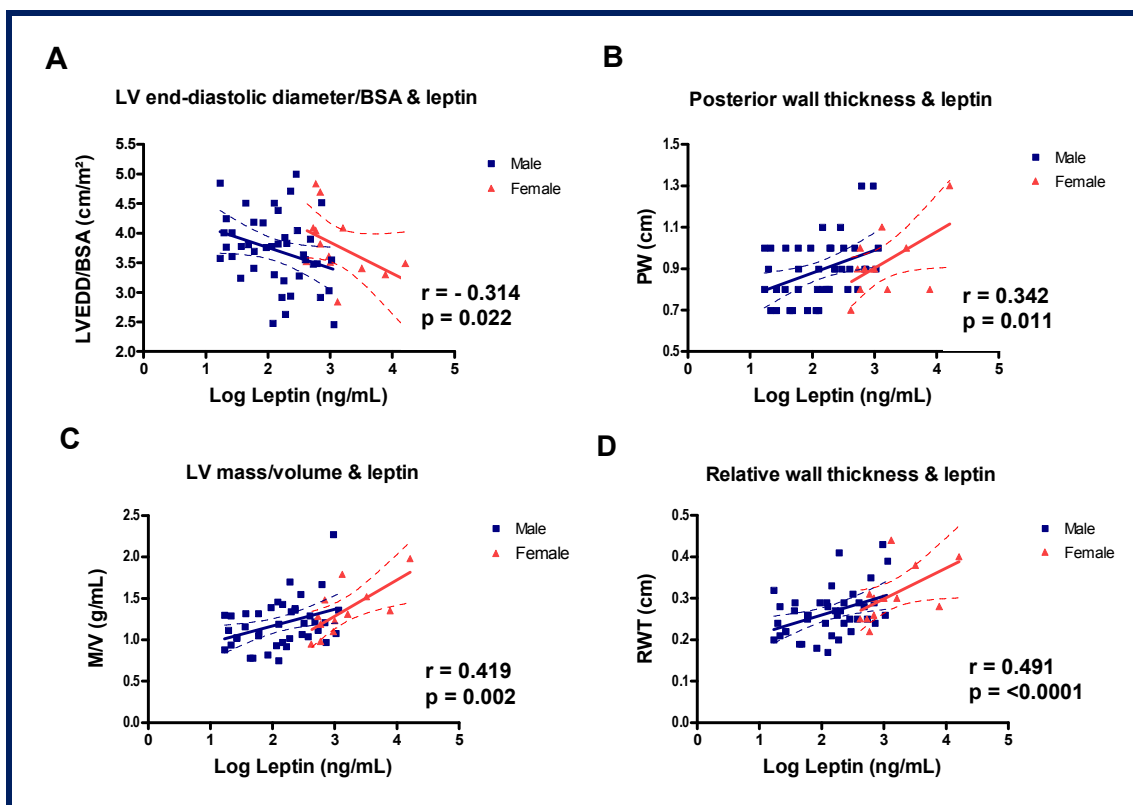 A
LV end-diastolic diameter/BSA & leptin
5.5
5.0
4.5
4.0
3.5
3.0
2.5
2.0
LVEDD/BSA (cm/m²)
0 1 2 3 4 5
Log Leptin (ng/mL)
Male
Female
r = - 0.314
p = 0.022
B
Posterior wall thickness & leptin
1.5
1.3
1.1
0.9
0.7
0.5
PW (cm)
0 1 2 3 4 5
Log Leptin (ng/mL)
Male
Female
r = 0.342
p = 0.011
C
LV mass/volume & leptin
2.5
2.0
1.5
1.0
0.5
0.0
M/V (g/mL)
0 1 2 3 4 5
Log Leptin (ng/mL)
Male
Female
r = 0.419
p = 0.002
D
Relative wall thickness & leptin
0.5
0.4
0.3
0.2
0.1
0.0
RWT (cm)
0 1 2 3 4 5
Log Leptin (ng/mL)
Male
Female
r = 0.491
p = <0.0001